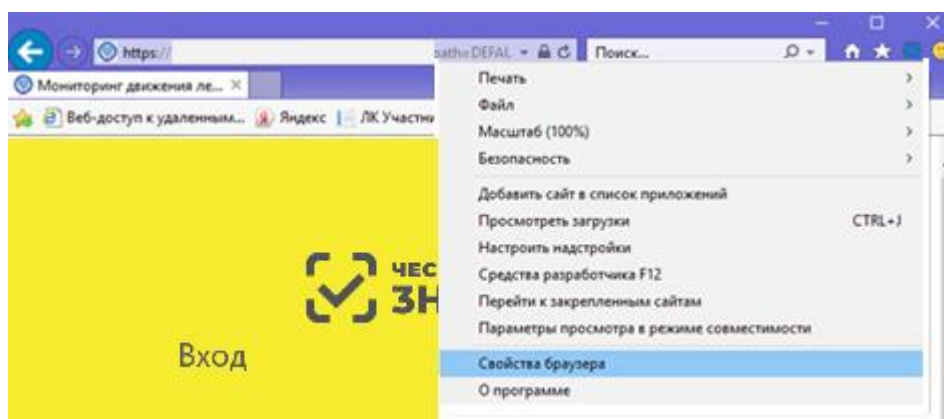 https:// DEFAL Поиск...
Мониторинг движения ле...
Веб-доступ к удаленным... Яндекс ЛК Участни
Печать
Файл
Масштаб (100%)
Безопасность
Добавить сайт в список приложений
Просмотреть загрузки CTRL+J
Настроить надстройки
Средства разработчика F12
Перейти к закрепленным сайтам
Параметры просмотра в режиме совместимости
Свойства браузера
О программе
ЧЕС
ЗН
Вход